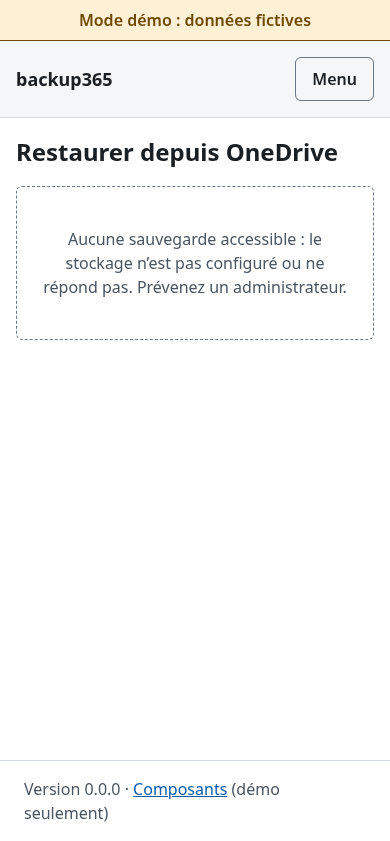 Mode démo : données fictives
backup365
Menu
Restaurer depuis OneDrive
Aucune sauvegarde accessible : le
stockage n’est pas configuré ou ne
répond pas. Prévenez un administrateur.
Version 0.0.0 · Composants (démo
seulement)